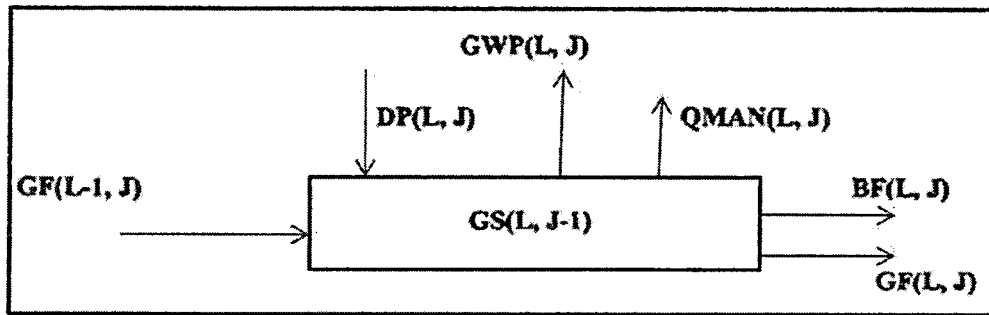 GWP(L, J)
DP(L, J)
QMAN(L, J)
GF(L-1, J)
BF(L, J)
GS(L, J-1)
GF(L, J)